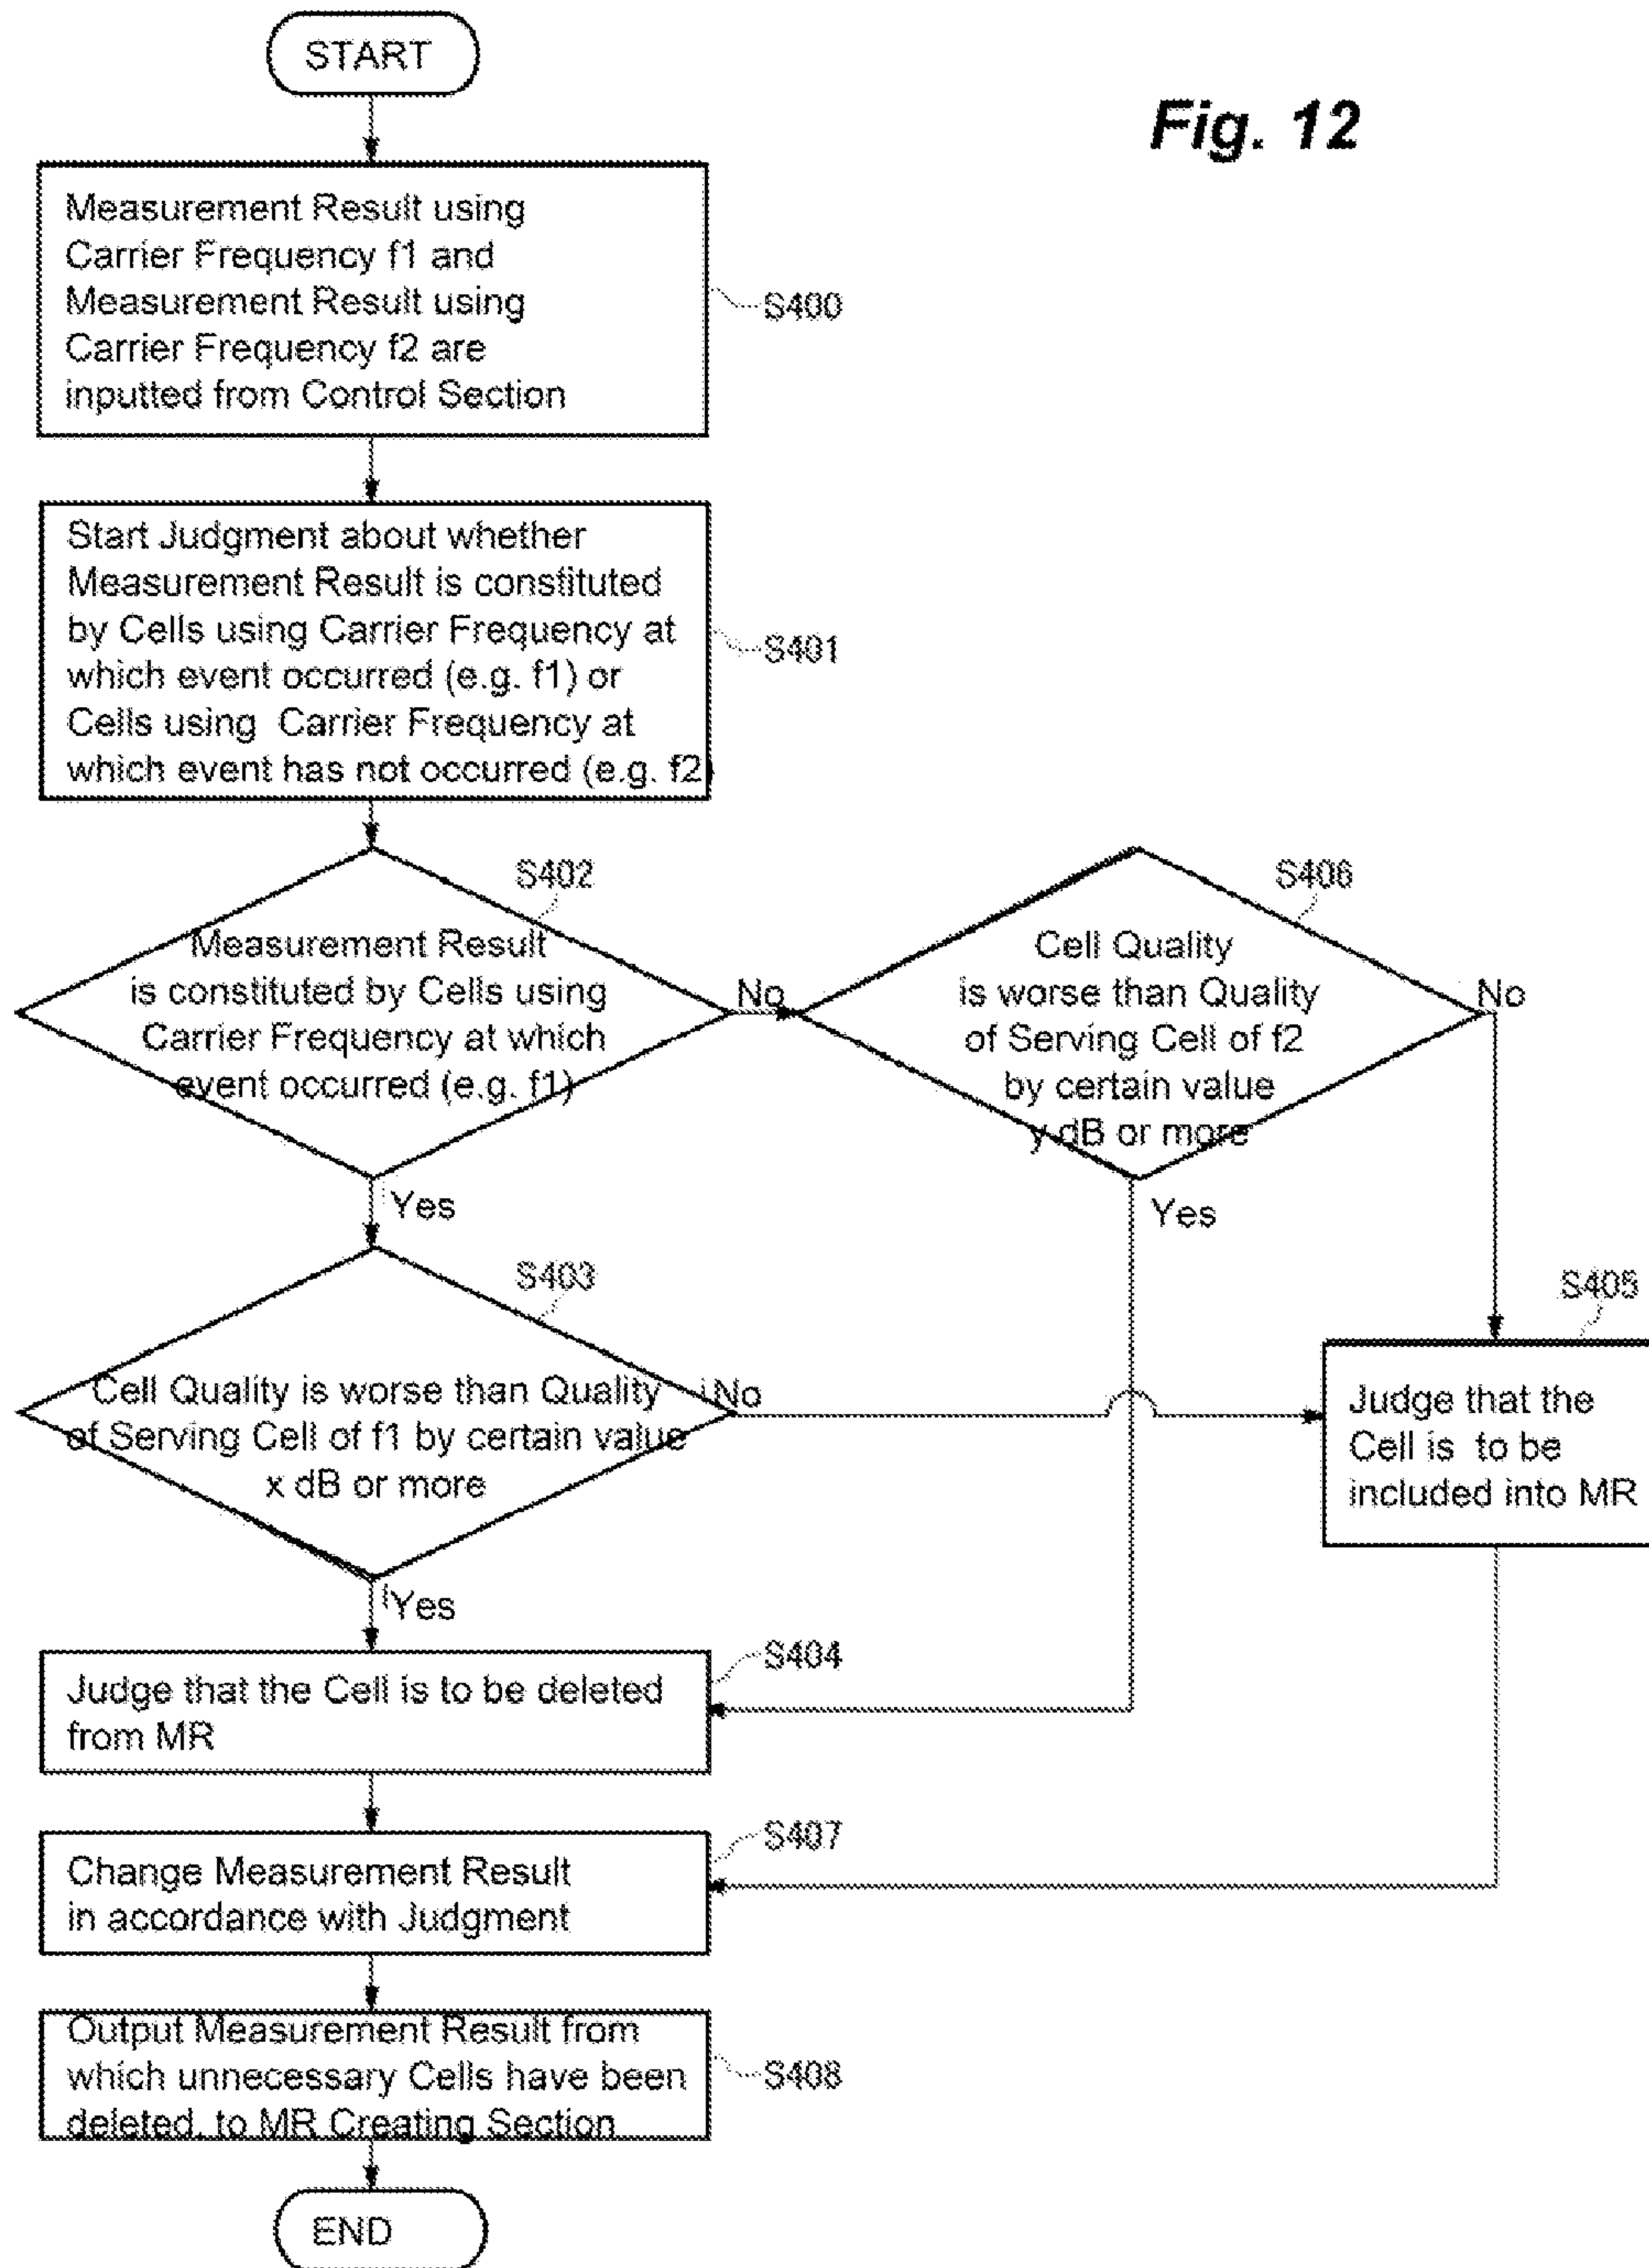 START
Fig. 12
Measurement Result using
Carrier Frequency f1 and
Measurement Result using
Carrier Frequency f2 are
inputted from Control Section
S400
Start Judgment about whether
Measurement Result is constituted
by Cells using Carrier Frequency at
which event occurred (e.g. f1) or
Cells using Carrier Frequency at
which event has not occurred (e.g. f2)
S401
S402
Measurement Result
is constituted by Cells using
Carrier Frequency at which
event occurred (e.g. f1)
No
Yes
S406
Cell Quality
is worse than Quality
of Serving Cell of f2
by certain value
y dB or more
No
Yes
S403
Cell Quality is worse than Quality
of Serving Cell of f1 by certain value
x dB or more
No
Yes
S405
Judge that the
Cell is to be
included into MR
S404
Judge that the Cell is to be deleted
from MR
S407
Change Measurement Result
in accordance with Judgment
Output Measurement Result from
which unnecessary Cells have been
deleted, to MR Creating Section
S408
END